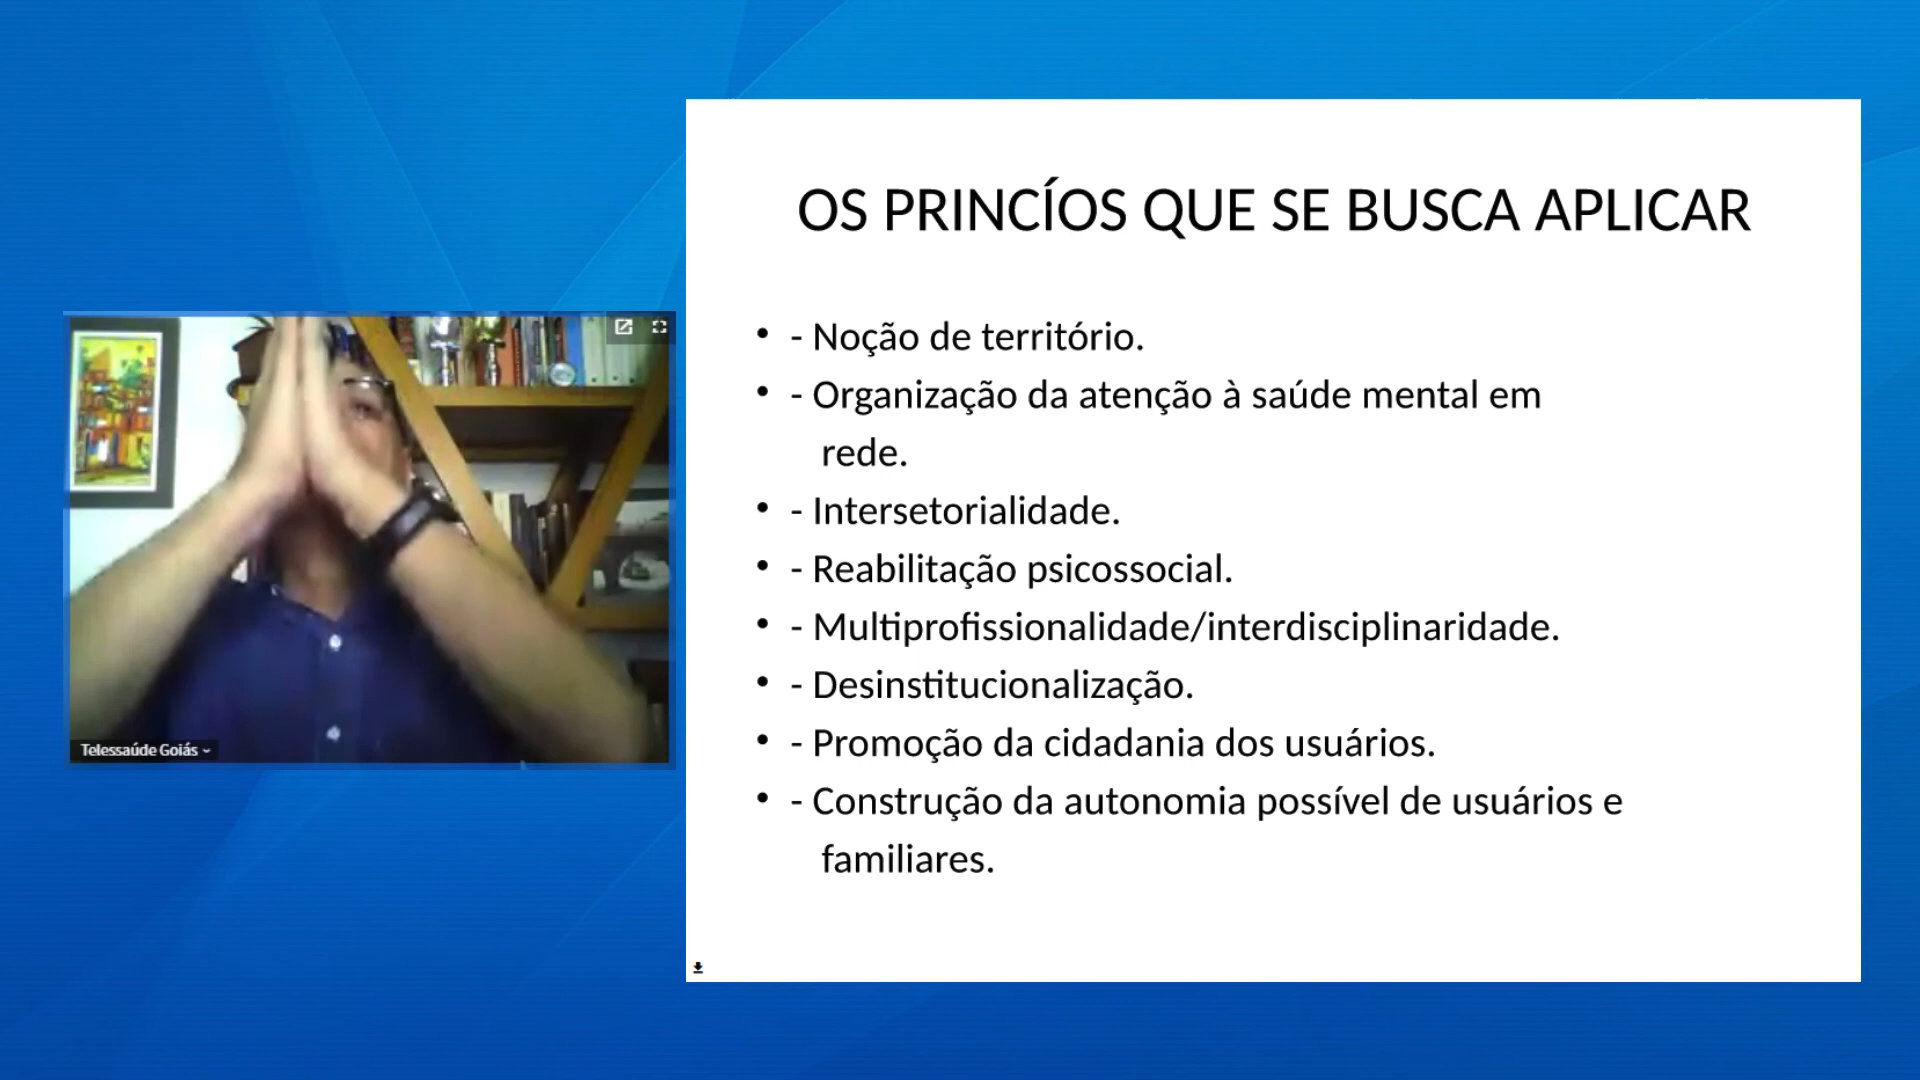 OS PRINCÍOS QUE SE BUSCA APLICAR
• - Noção de território.
• - Organização da atenção à saúde mental em
rede.
• - Intersetorialidade.
• - Reabilitação psicossocial.
• - Multiprofissionalidade/interdisciplinaridade.
• - Desinstitucionalização.
• - Promoção da cidadania dos usuários.
• - Construção da autonomia possível de usuários e
familiares.
Telessaúde Goiás